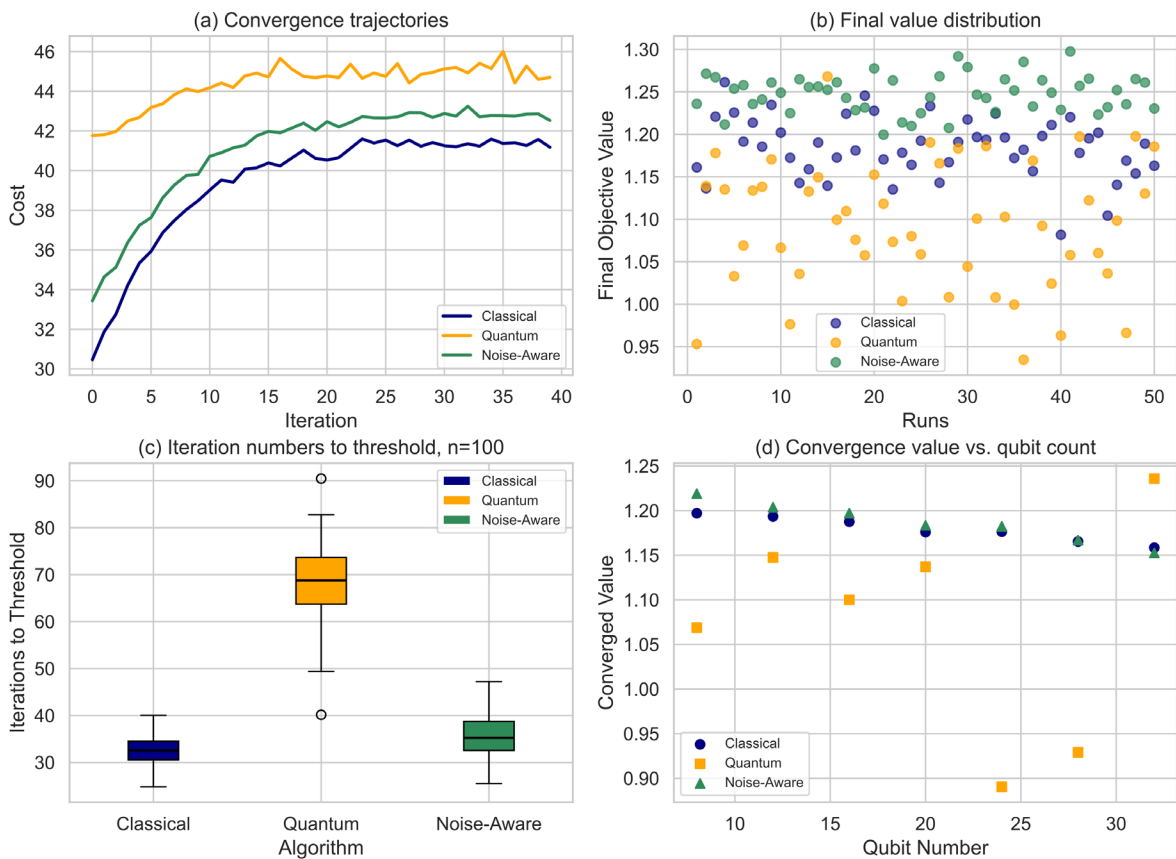 (a) Convergence trajectories
Cost
46
44
42
40
38
36
34
32
30
Classical
Quantum
Noise-Aware
0 5 10 15 20 25 30 35 40
Iteration
(b) Final value distribution
Final Objective Value
1.30
1.25
1.20
1.15
1.10
1.05
1.00
0.95
Classical
Quantum
Noise-Aware
0 10 20 30 40 50
Runs
(c) Iteration numbers to threshold, n=100
Iterions to Threshold
90
80
70
60
50
40
30
Classical
Quantum
Noise-Aware
Classical Quantum Noise-Aware
Algorithm
(d) Convergence value vs. qubit count
Converged Value
1.25
1.20
1.15
1.10
1.05
1.00
0.95
0.90
Classical
Quantum
Noise-Aware
10 15 20 25 30
Qubit Number